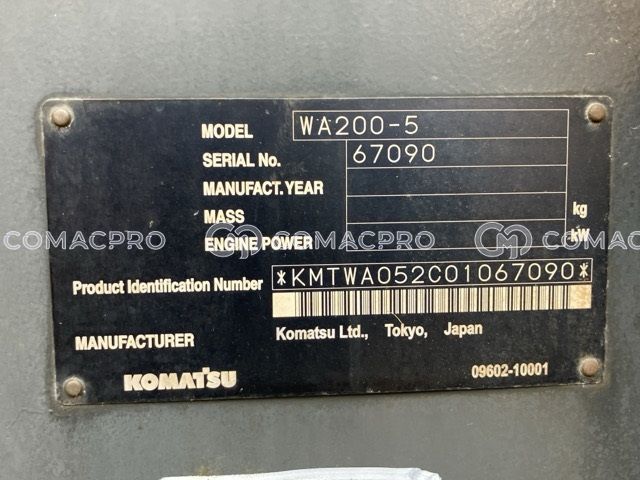 MODEL WA200-5
SERIAL No. 67090
MANUFACT. YEAR
MASS kg
COMACPRO COMACPRO COMACPRO
ENGINE POWER kW
Product Identification Number *KMTWA052C01067090*
MANUFACTURER Komatsu Ltd., Tokyo, Japan
KOMATSU 09602-10001